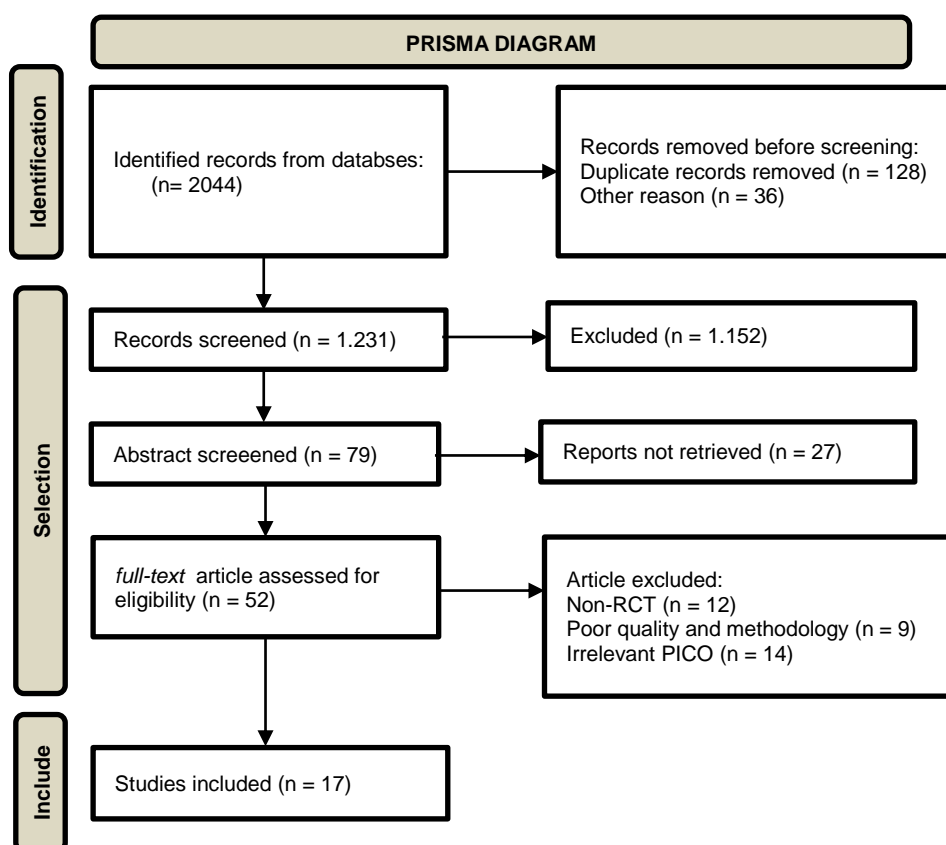 PRISMA DIAGRAM
Identification
Identified records from databses:
(n= 2044)
Records removed before screening:
Duplicate records removed (n = 128)
Other reason (n = 36)
Selection
Records screened (n = 1.231)
Excluded (n = 1.152)
Abstract screeened (n = 79)
Reports not retrieved (n = 27)
full-text article assessed for
eligibility (n = 52)
Article excluded:
Non-RCT (n = 12)
Poor quality and methodology (n = 9)
Irrelevant PICO (n = 14)
Include
Studies included (n = 17)